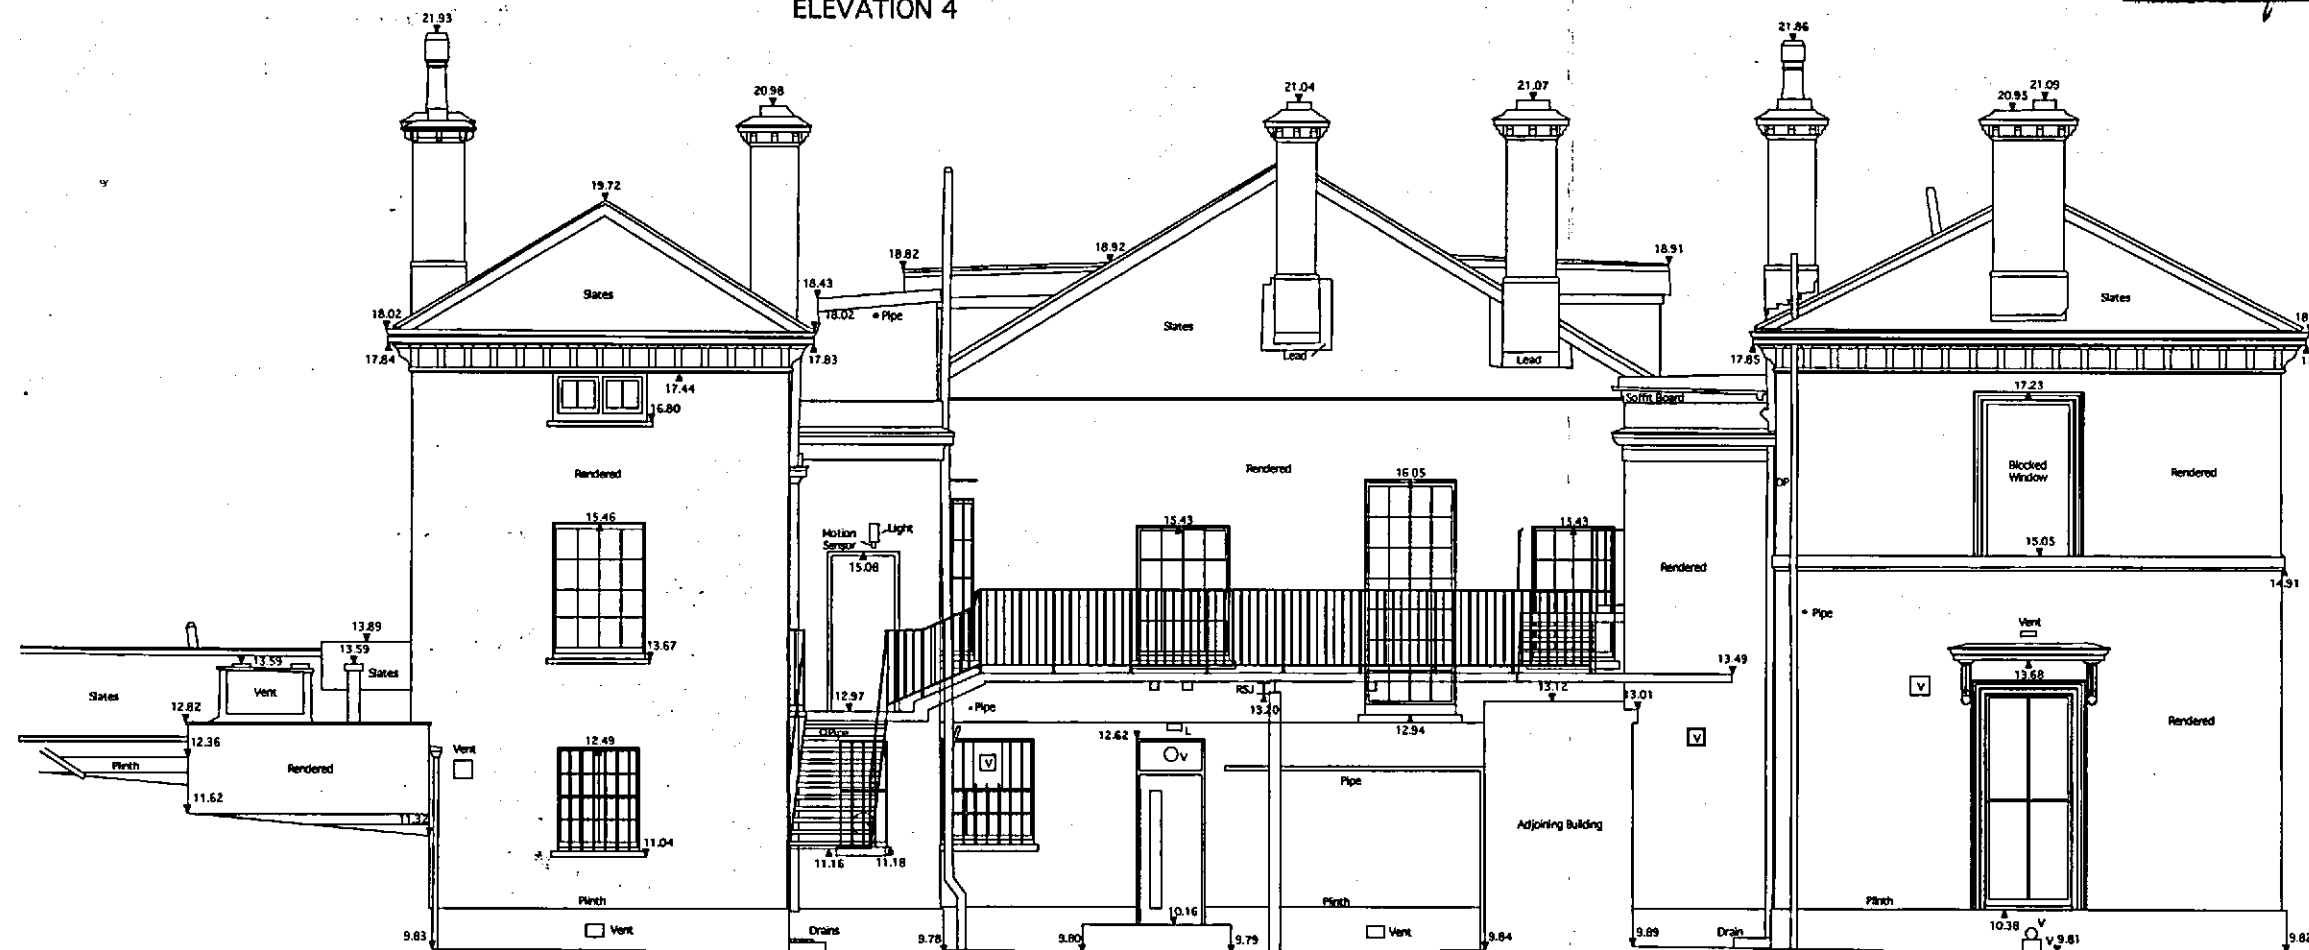 ELEVATION 4
21.93
21.86
20.98
21.04
21.07
20.95
21.09
19.72
18.82
18.92
18.91
18.43
Slates
18.02
18.02
Pipe
Slates
Slates
17.84
17.83
Lead
Lead
17.85
17.44
16.80
Soffit Board
17.23
Rendered
Rendered
16.05
Blocked
Window
Rendered
DP
15.46
15.43
15.43
Motion
Sensor
Light
15.08
15.05
Rendered
14.91
Pipe
Vent
13.89
13.59
13.59
Slates
13.67
13.49
13.68
Slates
Vent
RSJ
13.20
13.12
13.01
V
12.97
Pipe
12.82
12.94
Rendered
12.36
12.49
Pipe
12.62
L
V
V
V
Vent
Plinth
Rendered
Pipe
11.62
11.32
Adjoining Building
11.04
11.16
11.18
Plinth
Plinth
Plinth
10.16
10.38
Vent
Drains
Vent
Drain
V
9.83
9.78
9.80
9.79
9.84
9.89
V
9.81
9.82